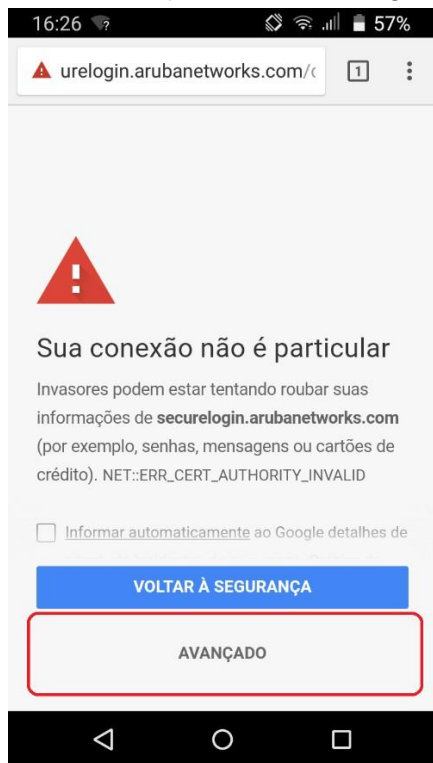 16:26 ? 57%
urelogin.arubanetworks.com/c 1
!
Sua conexão não é particular
Invasores podem estar tentando roubar suas
informações de securelogin.arubanetworks.com
(por exemplo, senhas, mensagens ou cartões de
crédito). NET::ERR_CERT_AUTHORITY_INVALID
Informar automaticamente ao Google detalhes de
VOLTAR À SEGURANÇA
AVANÇADO